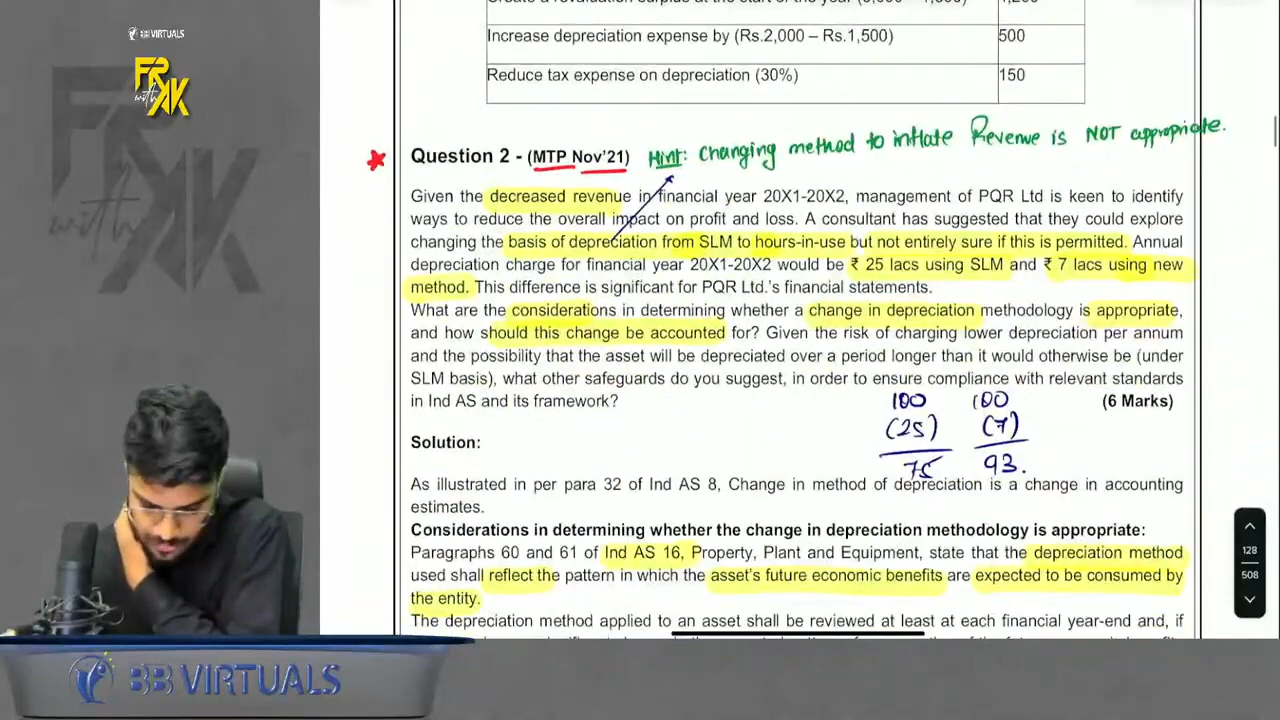 BB VIRTUALS
FR
with
AK
FR
with
AK
(Rs.2,000 – Rs.1,500)
Increase depreciation expense by (Rs.2,000 – Rs.1,500) 500
Reduce tax expense on depreciation (30%) 150
Question 2 - (MTP Nov'21) Hint: Changing method to inflate Revenue is NOT appropriate.
Given the decreased revenue in financial year 20X1-20X2, management of PQR Ltd is keen to identify
ways to reduce the overall impact on profit and loss. A consultant has suggested that they could explore
changing the basis of depreciation from SLM to hours-in-use but not entirely sure if this is permitted. Annual
depreciation charge for financial year 20X1-20X2 would be ₹ 25 lacs using SLM and ₹ 7 lacs using new
method. This difference is significant for PQR Ltd.'s financial statements.
What are the considerations in determining whether a change in depreciation methodology is appropriate,
and how should this change be accounted for? Given the risk of charging lower depreciation per annum
and the possibility that the asset will be depreciated over a period longer than it would otherwise be (under
SLM basis), what other safeguards do you suggest, in order to ensure compliance with relevant standards
in Ind AS and its framework? (6 Marks)
100 100
(25) (7)
75 93.
Solution:
As illustrated in per para 32 of Ind AS 8, Change in method of depreciation is a change in accounting
estimates.
Considerations in determining whether the change in depreciation methodology is appropriate:
Paragraphs 60 and 61 of Ind AS 16, Property, Plant and Equipment, state that the depreciation method
used shall reflect the pattern in which the asset's future economic benefits are expected to be consumed by
the entity.
The depreciation method applied to an asset shall be reviewed at least at each financial year-end and, if
128
508
BB VIRTUALS